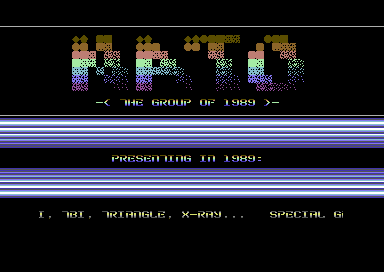 -< THE GROUP OF 1989 >-
PRESENTING IN 1989:
I, TBI, TRIANGLE, X-RAY... SPECIAL